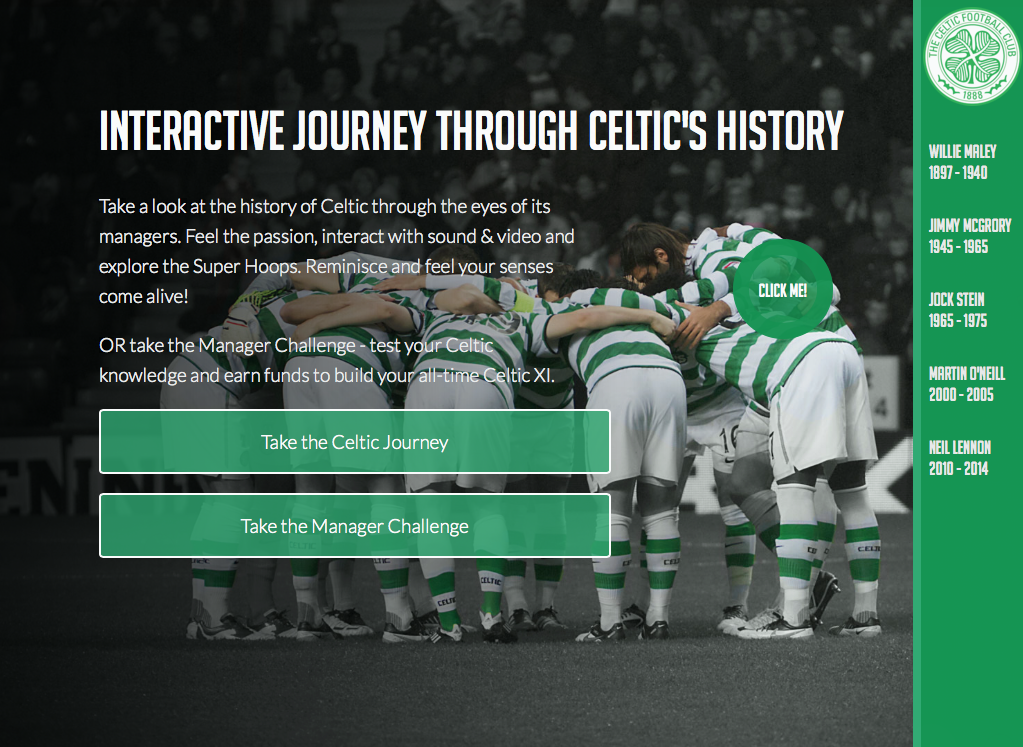 INTERACTIVE JOURNEY THROUGH CELTIC'S HISTORY
Take a look at the history of Celtic through the eyes of its
managers. Feel the passion, interact with sound & video and
explore the Super Hoops. Reminisce and feel your senses
come alive!
OR take the Manager Challenge - test your Celtic
knowledge and earn funds to build your all-time Celtic XI.
Take the Celtic Journey
Take the Manager Challenge
CLICK ME!
16
CELTIC
THE CELTIC FOOTBALL CLUB
1888
WILLIE MALEY
1897 - 1940
JIMMY MCGRORY
1945 - 1965
JOCK STEIN
1965 - 1975
MARTIN O'NEILL
2000 - 2005
NEIL LENNON
2010 - 2014